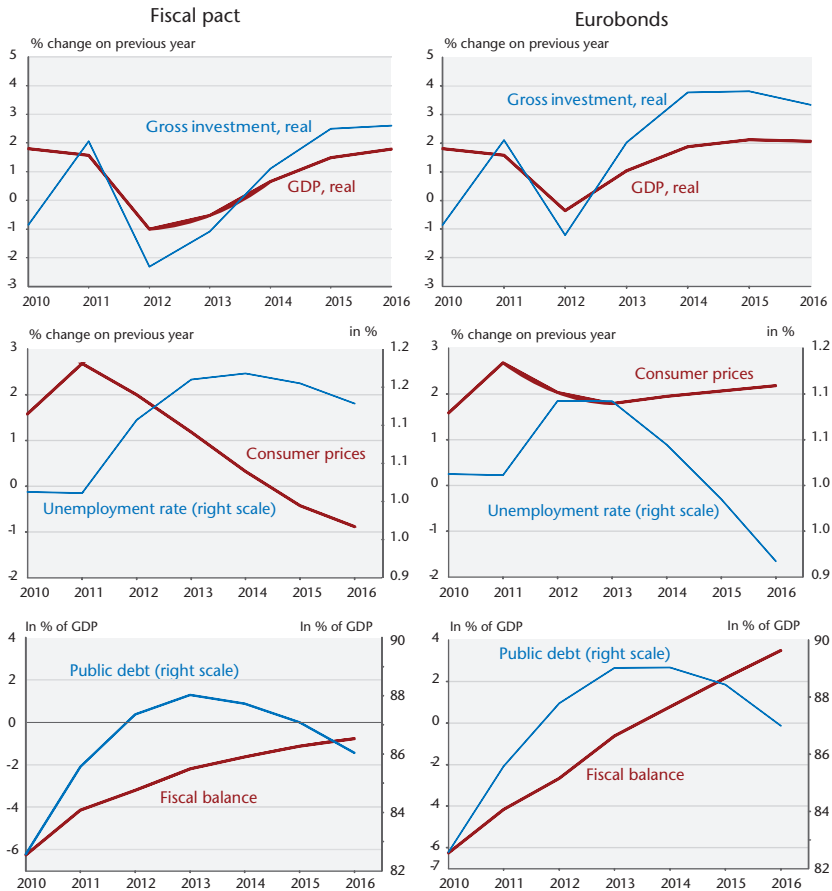 Fiscal pact
% change on previous year
5
4
3
2
1
0
-1
-2
-3
Gross investment, real
GDP, real
2010 2011 2012 2013 2014 2015 2016
Eurobonds
% change on previous year
5
4
3
2
1
0
-1
-2
-3
Gross investment, real
GDP, real
2010 2011 2012 2013 2014 2015 2016
% change on previous year in %
3
2
1
0
-1
-2
1.2
1.2
1.1
1.1
1.0
1.0
0.9
Consumer prices
Unemployment rate (right scale)
2010 2011 2012 2013 2014 2015 2016
% change on previous year in %
3
2
1
0
-1
-2
1.2
1.1
1.1
1.0
1.0
0.9
Consumer prices
Unemployment rate (right scale)
2010 2011 2012 2013 2014 2015 2016
In % of GDP In % of GDP
4
2
0
-2
-4
-6
90
88
86
84
82
Public debt (right scale)
Fiscal balance
2010 2011 2012 2013 2014 2015 2016
In % of GDP In % of GDP
4
2
0
-2
-4
-6
-7
90
88
86
84
82
Public debt (right scale)
Fiscal balance
2010 2011 2012 2013 2014 2015 2016